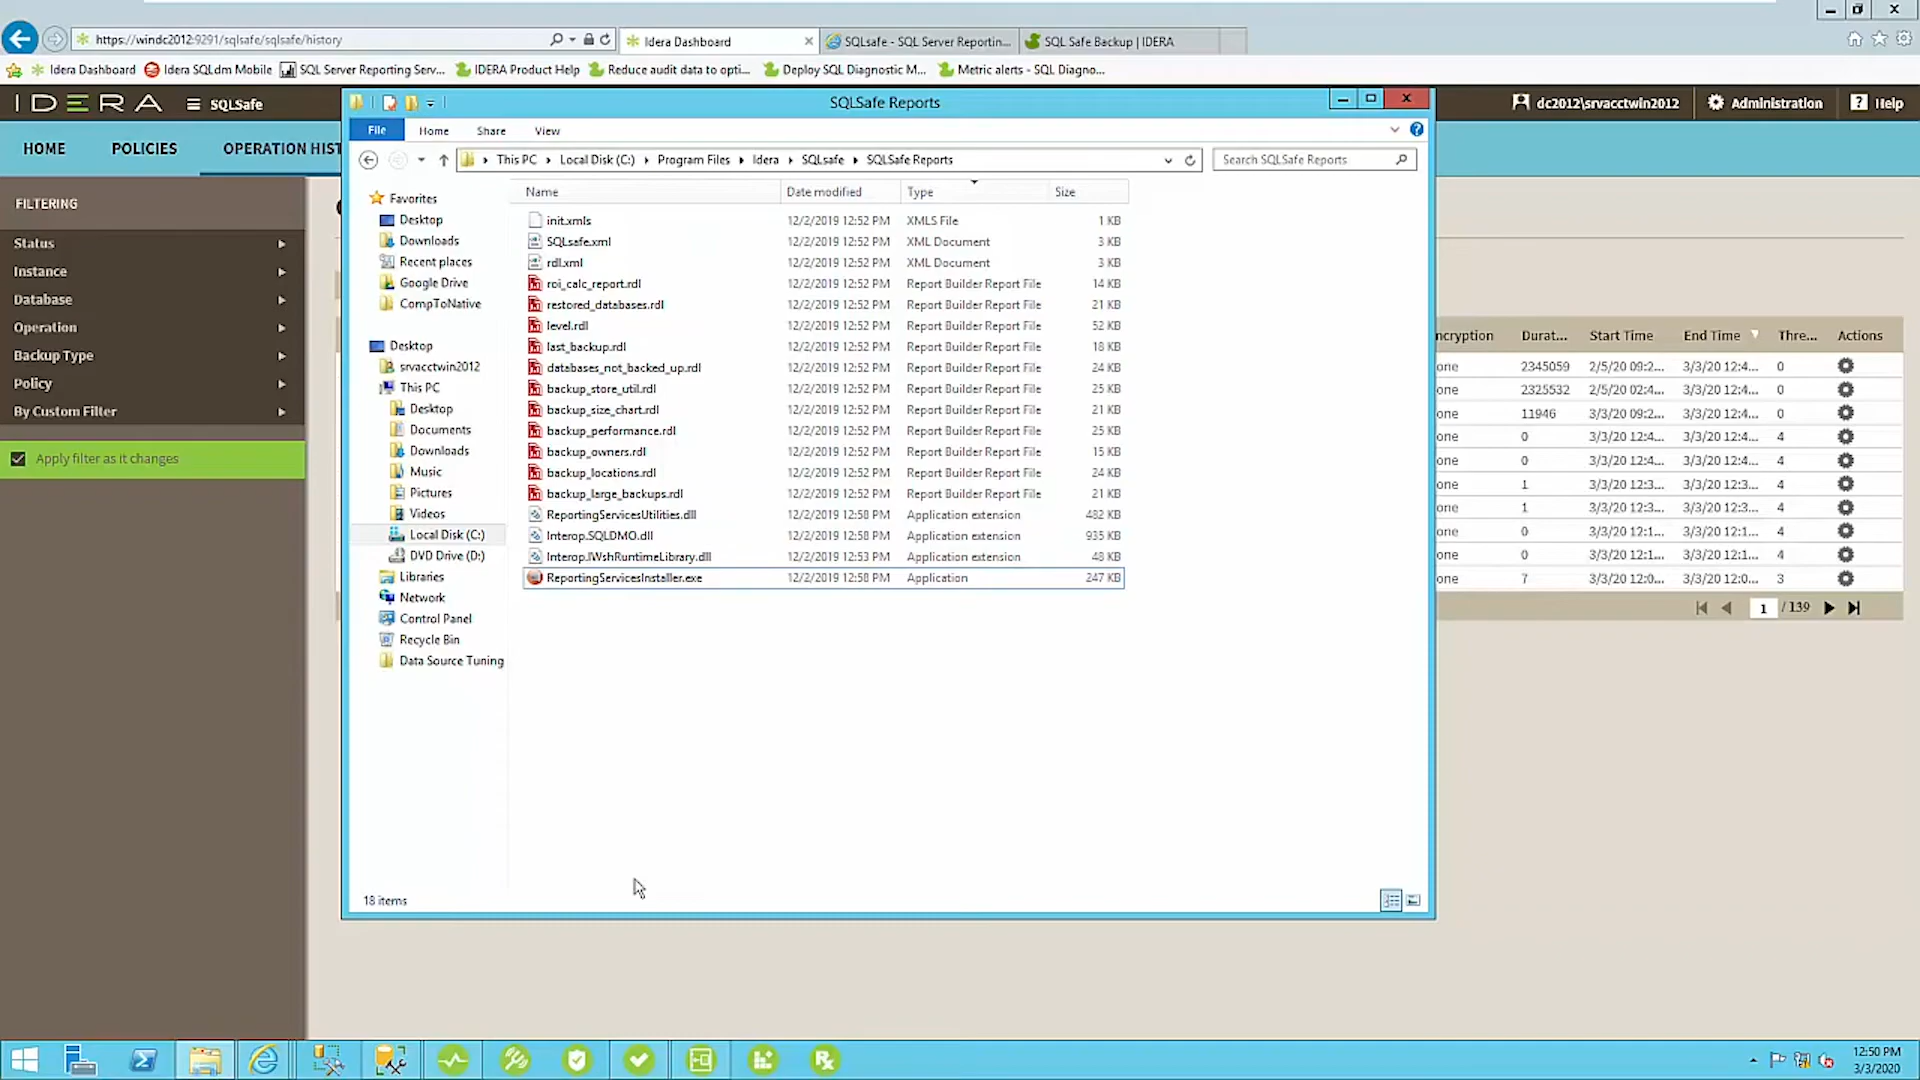 https://windc2012:9291/sqlsafe/sqlsafe/history
Idera Dashboard
SQLsafe - SQL Server Reportin...
SQL Safe Backup | IDERA
Idera Dashboard
Idera SQLdm Mobile
SQL Server Reporting Serv...
IDERA Product Help
Reduce audit data to opti...
Deploy SQL Diagnostic M...
Metric alerts - SQL Diagno...
IDERA
SQLSafe
dc2012\srvacctwin2012
Administration
Help
HOME
POLICIES
OPERATION HIST
FILTERING
Status
Instance
Database
Operation
Backup Type
Policy
By Custom Filter
Apply filter as it changes
SQLSafe Reports
File
Home
Share
View
This PC
Local Disk (C:)
Program Files
Idera
SQLsafe
SQLSafe Reports
Search SQLSafe Reports
Favorites
Desktop
Downloads
Recent places
Google Drive
CompToNative
Desktop
srvacctwin2012
This PC
Desktop
Documents
Downloads
Music
Pictures
Videos
Local Disk (C:)
DVD Drive (D:)
Libraries
Network
Control Panel
Recycle Bin
Data Source Tuning
Name Date modified Type Size
init.xmls 12/2/2019 12:52 PM XMLS File 1 KB
SQLsafe.xml 12/2/2019 12:52 PM XML Document 3 KB
rdl.xml 12/2/2019 12:52 PM XML Document 3 KB
roi_calc_report.rdl 12/2/2019 12:52 PM Report Builder Report File 14 KB
restored_databases.rdl 12/2/2019 12:52 PM Report Builder Report File 21 KB
level.rdl 12/2/2019 12:52 PM Report Builder Report File 52 KB
last_backup.rdl 12/2/2019 12:52 PM Report Builder Report File 18 KB
databases_not_backed_up.rdl 12/2/2019 12:52 PM Report Builder Report File 24 KB
backup_store_util.rdl 12/2/2019 12:52 PM Report Builder Report File 25 KB
backup_size_chart.rdl 12/2/2019 12:52 PM Report Builder Report File 21 KB
backup_performance.rdl 12/2/2019 12:52 PM Report Builder Report File 25 KB
backup_owners.rdl 12/2/2019 12:52 PM Report Builder Report File 15 KB
backup_locations.rdl 12/2/2019 12:52 PM Report Builder Report File 24 KB
backup_large_backups.rdl 12/2/2019 12:52 PM Report Builder Report File 21 KB
ReportingServicesUtilities.dll 12/2/2019 12:58 PM Application extension 482 KB
Interop.SQLDMO.dll 12/2/2019 12:58 PM Application extension 935 KB
Interop.IWshRuntimeLibrary.dll 12/2/2019 12:53 PM Application extension 48 KB
ReportingServicesInstaller.exe 12/2/2019 12:58 PM Application 247 KB
18 items
ncryption Durat... Start Time End Time Thre... Actions
one 2345059 2/5/20 09:2... 3/3/20 12:4... 0
one 2325532 2/5/20 02:4... 3/3/20 12:4... 0
one 11946 3/3/20 09:2... 3/3/20 12:4... 0
one 0 3/3/20 12:4... 3/3/20 12:4... 4
one 0 3/3/20 12:4... 3/3/20 12:4... 4
one 1 3/3/20 12:3... 3/3/20 12:3... 4
one 1 3/3/20 12:3... 3/3/20 12:3... 4
one 0 3/3/20 12:1... 3/3/20 12:1... 4
one 0 3/3/20 12:1... 3/3/20 12:1... 4
one 7 3/3/20 12:0... 3/3/20 12:0... 3
1 / 139
12:50 PM
3/3/2020